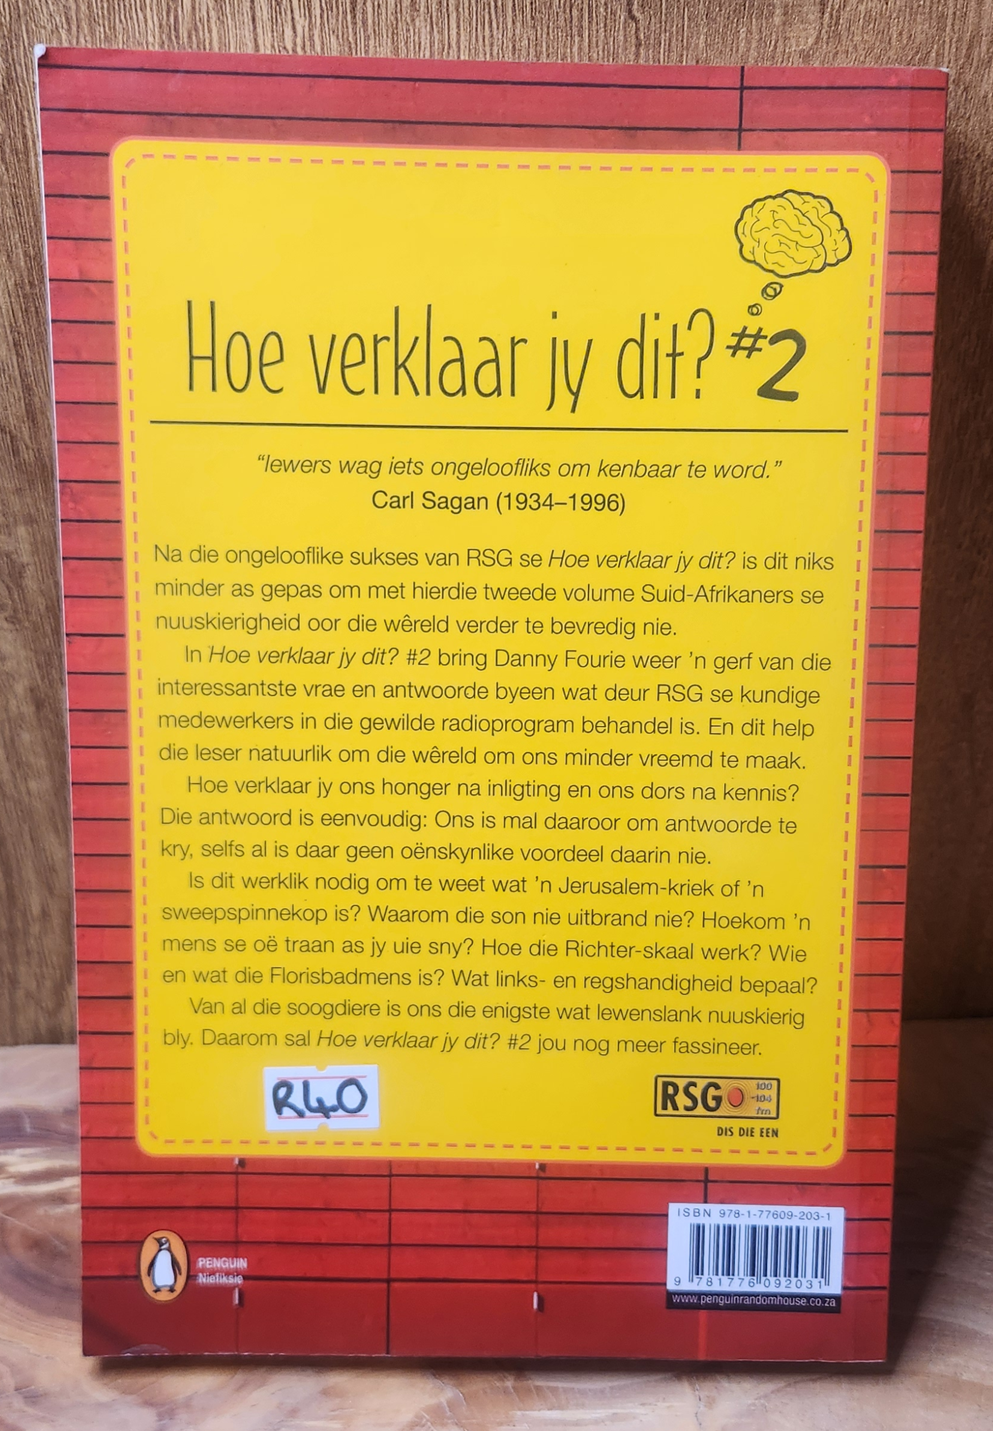 Hoe verklaar jy dit? #2
“Iewers wag iets ongeloofliks om kenbaar te word.”
Carl Sagan (1934–1996)
Na die ongelooflike sukses van RSG se Hoe verklaar jy dit? is dit niks
minder as gepas om met hierdie tweede volume Suid-Afrikaners se
nuuskierigheid oor die wêreld verder te bevredig nie.
In Hoe verklaar jy dit? #2 bring Danny Fourie weer ’n gerf van die
interessantste vrae en antwoorde byeen wat deur RSG se kundige
medewerkers in die gewilde radioprogram behandel is. En dit help
die leser natuurlik om die wêreld om ons minder vreemd te maak.
Hoe verklaar jy ons honger na inligting en ons dors na kennis?
Die antwoord is eenvoudig: Ons is mal daaroor om antwoorde te
kry, selfs al is daar geen oënskynlike voordeel daarin nie.
Is dit werklik nodig om te weet wat ’n Jerusalem-kriek of ’n
sweepspinnekop is? Waarom die son nie uitbrand nie? Hoekom ’n
mens se oë traan as jy uie sny? Hoe die Richter-skaal werk? Wie
en wat die Florisbadmens is? Wat links- en regshandigheid bepaal?
Van al die soogdiere is ons die enigste wat lewenslank nuuskierig
bly. Daarom sal Hoe verklaar jy dit? #2 jou nog meer fassineer.
R40
RSG 100
-104
fm
DIS DIE EEN
PENGUIN
Niefiksie
ISBN 978-1-77609-203-1
9 781776 092031
www.penguinrandomhouse.co.za